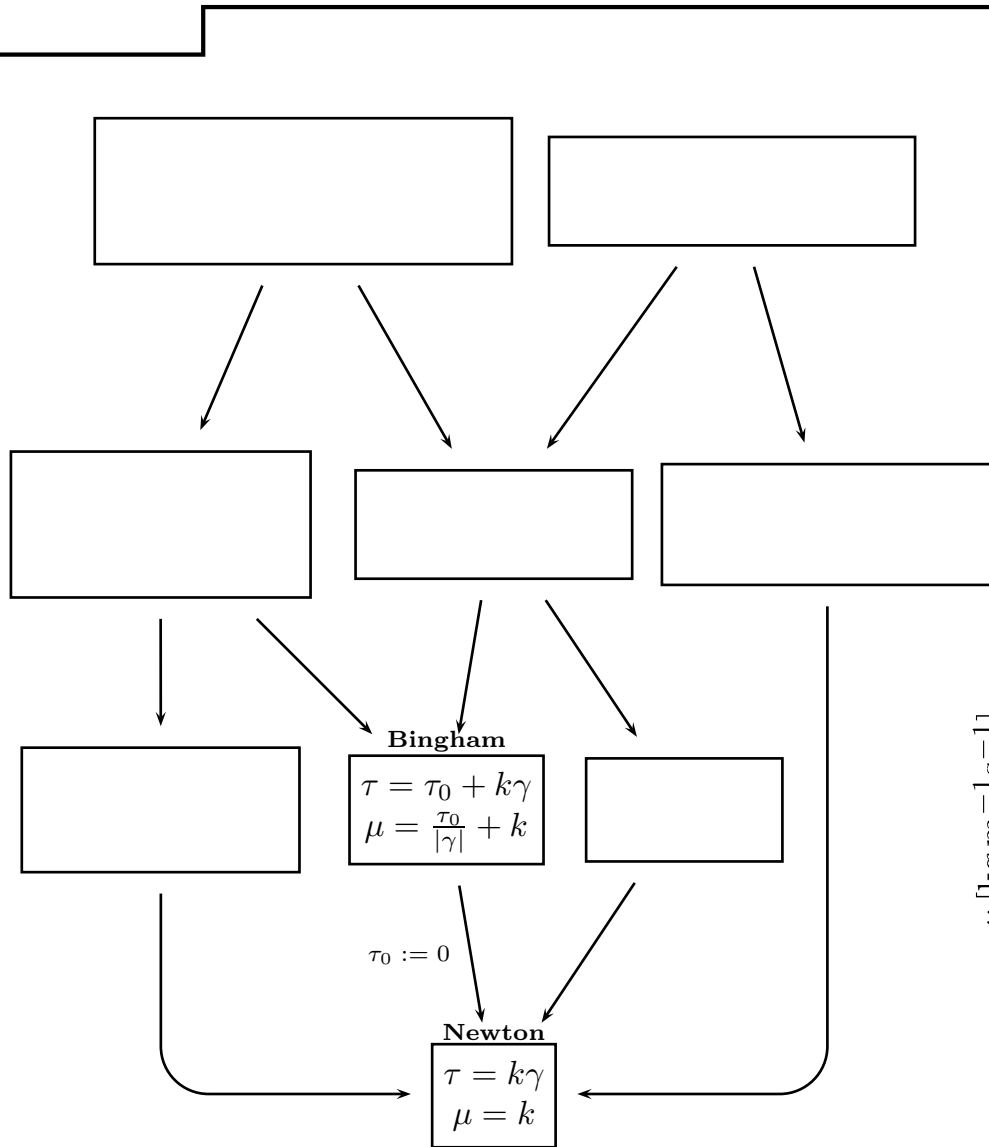 Bingham
τ = τ₀ + kγ
μ = τ₀/|γ| + k
τ₀ := 0
Newton
τ = kγ
μ = k